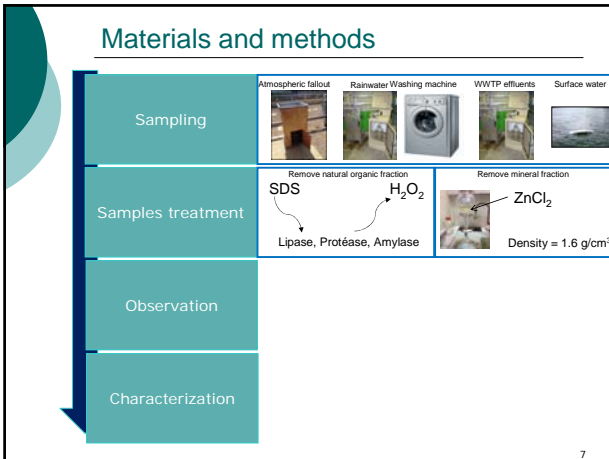 Materials and methods
Sampling
Atmospheric fallout
Rainwater
Washing machine
WWTP effluents
Surface water
Samples treatment
Remove natural organic fraction
SDS
H₂O₂
Lipase, Protéase, Amylase
Remove mineral fraction
ZnCl₂
Density = 1.6 g/cm³
Observation
Characterization
7